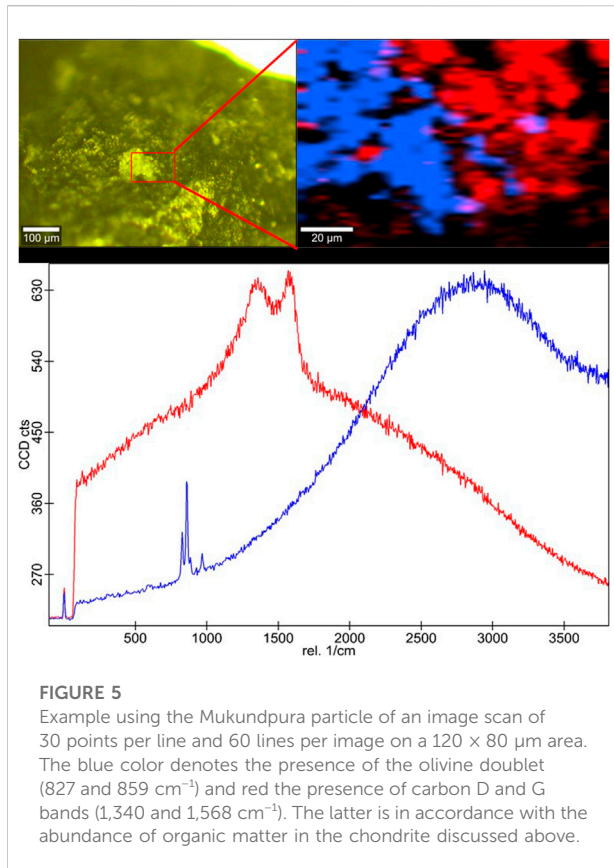 100 µm
20 µm
630
540
450
360
270
CCD cts
500
1000
1500
2000
2500
3000
3500
rel. 1/cm
FIGURE 5
Example using the Mukundpura particle of an image scan of
30 points per line and 60 lines per image on a 120 × 80 µm area.
The blue color denotes the presence of the olivine doublet
(827 and 859 cm⁻¹) and red the presence of carbon D and G
bands (1,340 and 1,568 cm⁻¹). The latter is in accordance with the
abundance of organic matter in the chondrite discussed above.